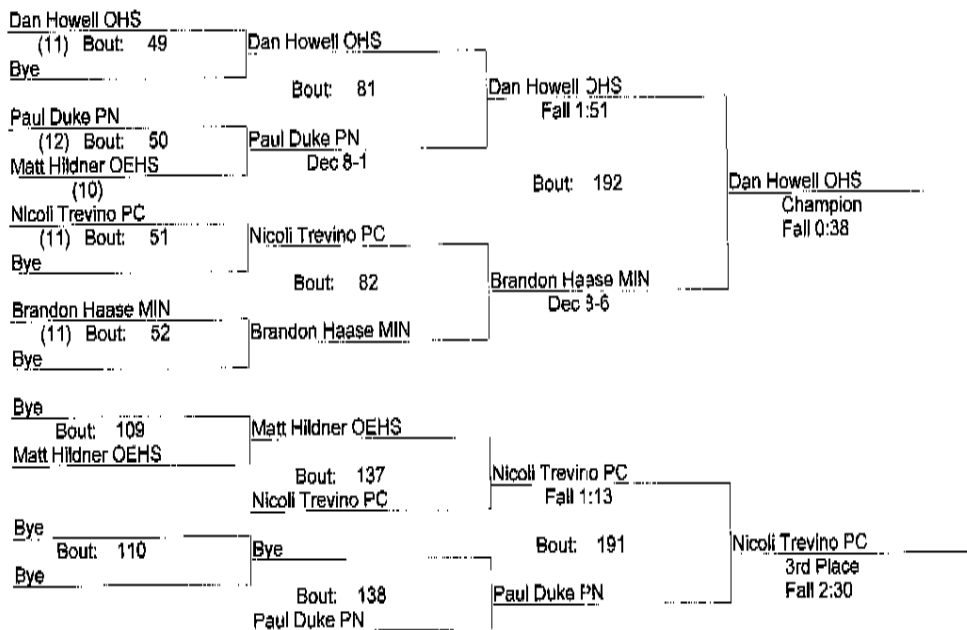 Dan Howell OHS
(11) Bout: 49
Bye
Dan Howell OHS
Bout: 81
Paul Duke PN
(12) Bout: 50
Matt Hildner OEHS
(10)
Paul Duke PN
Dec 8-1
Dan Howell OHS
Fall 1:51
Bout: 192
Nicoli Trevino PC
(11) Bout: 51
Bye
Nicoli Trevino PC
Bout: 82
Brandon Haase MIN
(11) Bout: 52
Bye
Brandon Haase MIN
Brandon Haase MIN
Dec
Dan Howell OHS
Champion
Fall 0:38
Bye
Bout: 109
Matt Hildner OEHS
Matt Hildner OEHS
Bout: 137
Nicoli Trevino PC
Nicoli Trevino PC
Fall 1:13
Bout: 191
Bye
Bout: 110
Bye
Bye
Bout: 138
Paul Duke PN
Paul Duke PN
Nicoli Trevino PC
3rd Place
Fall 2:30